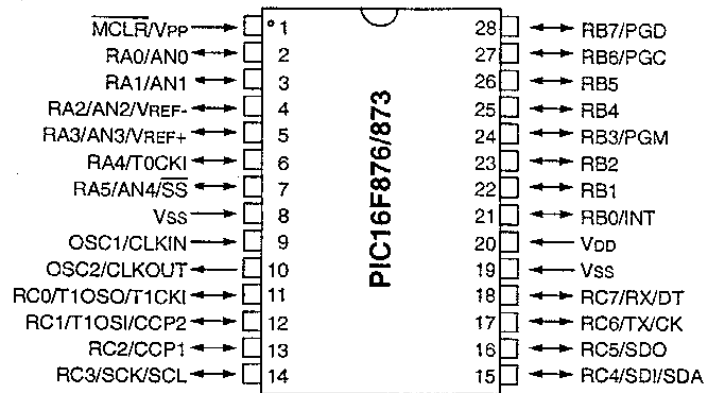 MCLR/VPP 1 28 RB7/PGD
RA0/AN0 2 27 RB6/PGC
RA1/AN1 3 26 RB5
RA2/AN2/VREF- 4 25 RB4
RA3/AN3/VREF+ 5 24 RB3/PGM
RA4/T0CKI 6 23 RB2
RA5/AN4/SS 7 22 RB1
VSS 8 21 RB0/INT
OSC1/CLKIN 9 20 VDD
OSC2/CLKOUT 10 19 VSS
RC0/T1OSO/T1CKI 11 18 RC7/RX/DT
RC1/T1OSI/CCP2 12 17 RC6/TX/CK
RC2/CCP1 13 16 RC5/SDO
RC3/SCK/SCL 14 15 RC4/SDI/SDA
PIC16F876/873